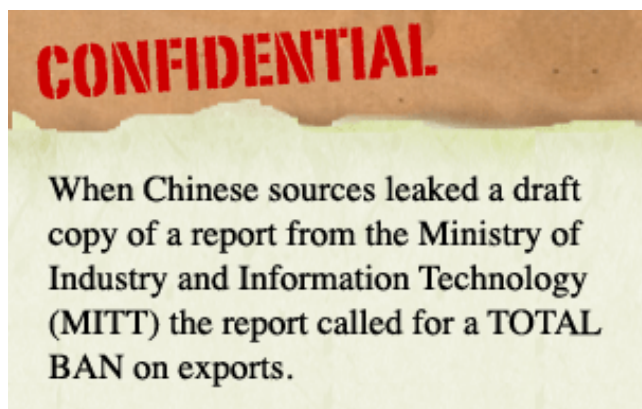 CONFIDENTIAL
When Chinese sources leaked a draft
copy of a report from the Ministry of
Industry and Information Technology
(MITT) the report called for a TOTAL
BAN on exports.